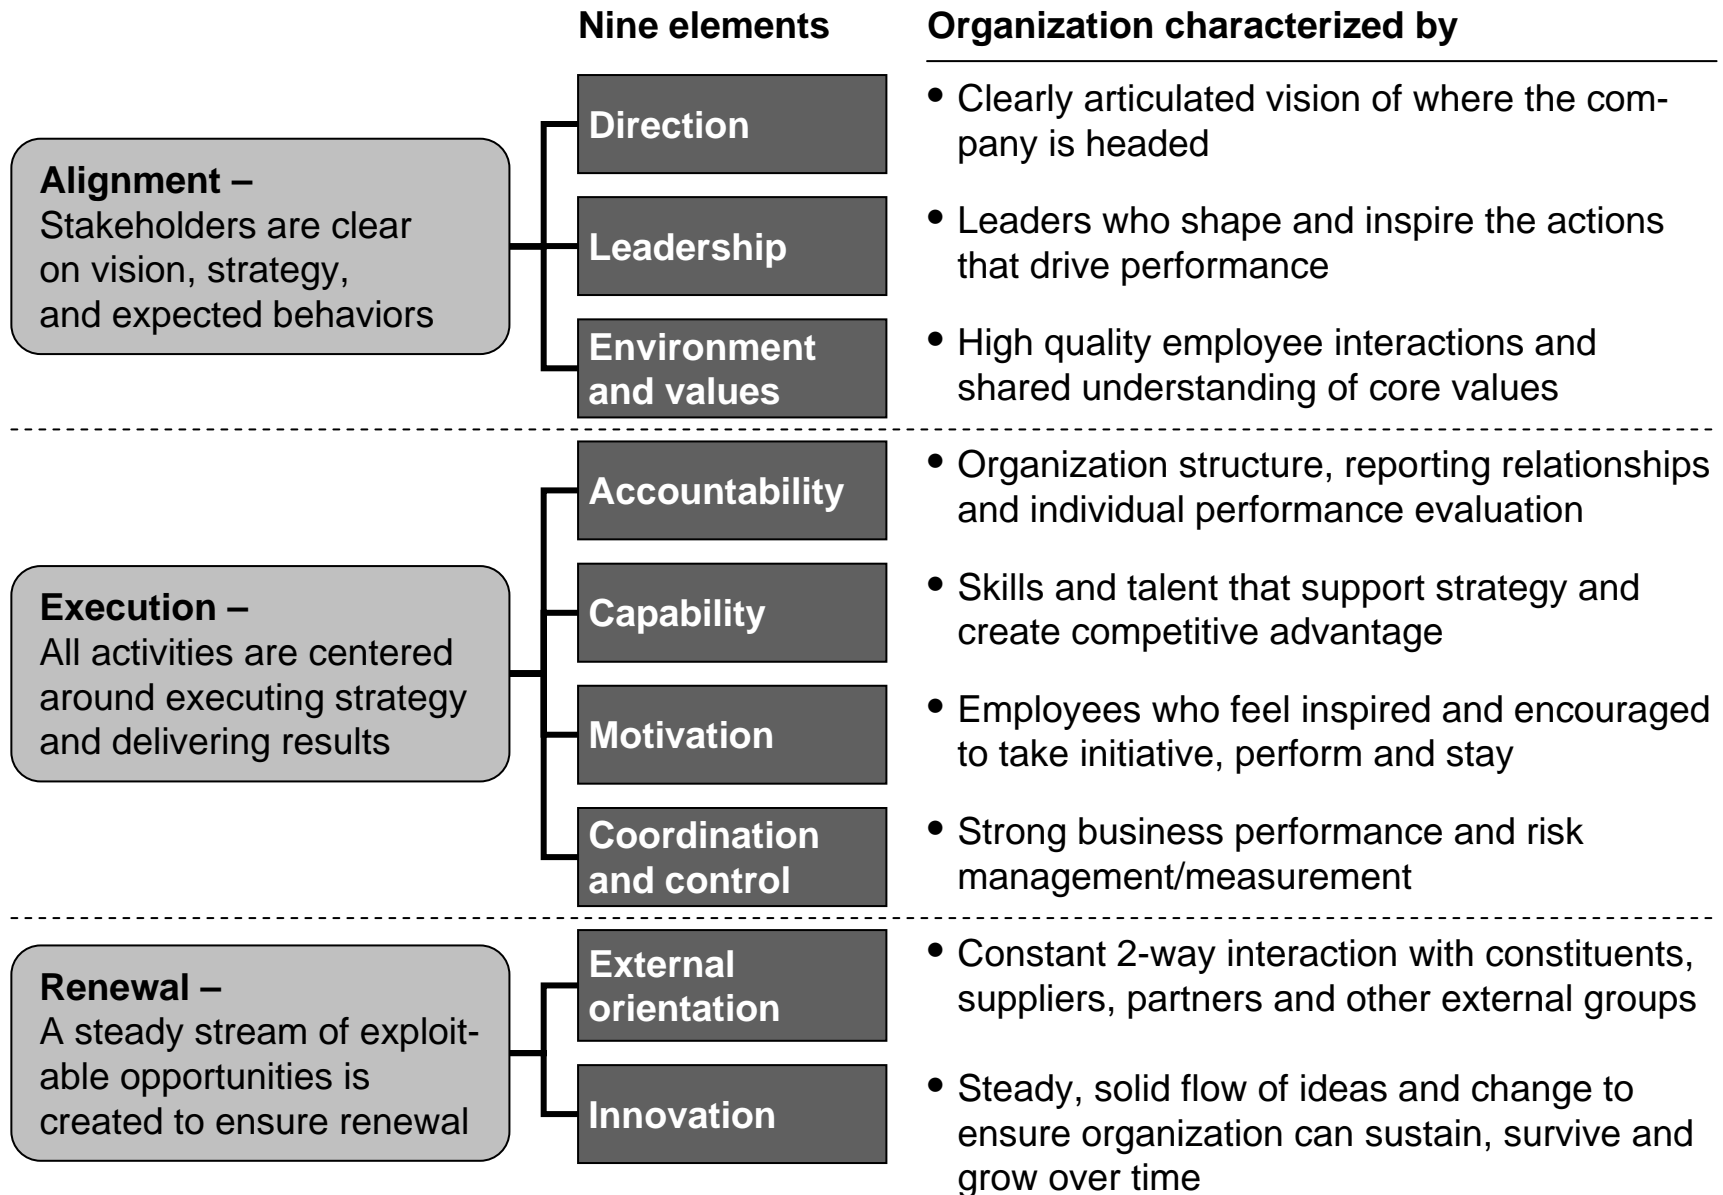 Nine elements
Organization characterized by
Alignment –
Stakeholders are clear
on vision, strategy,
and expected behaviors
Direction
• Clearly articulated vision of where the com-
pany is headed
Leadership
• Leaders who shape and inspire the actions
that drive performance
Environment
and values
• High quality employee interactions and
shared understanding of core values
Execution –
All activities are centered
around executing strategy
and delivering results
Accountability
• Organization structure, reporting relationships
and individual performance evaluation
Capability
• Skills and talent that support strategy and
create competitive advantage
Motivation
• Employees who feel inspired and encouraged
to take initiative, perform and stay
Coordination
and control
• Strong business performance and risk
management/measurement
Renewal –
A steady stream of exploit-
able opportunities is
created to ensure renewal
External
orientation
• Constant 2-way interaction with constituents,
suppliers, partners and other external groups
Innovation
• Steady, solid flow of ideas and change to
ensure organization can sustain, survive and
grow over time